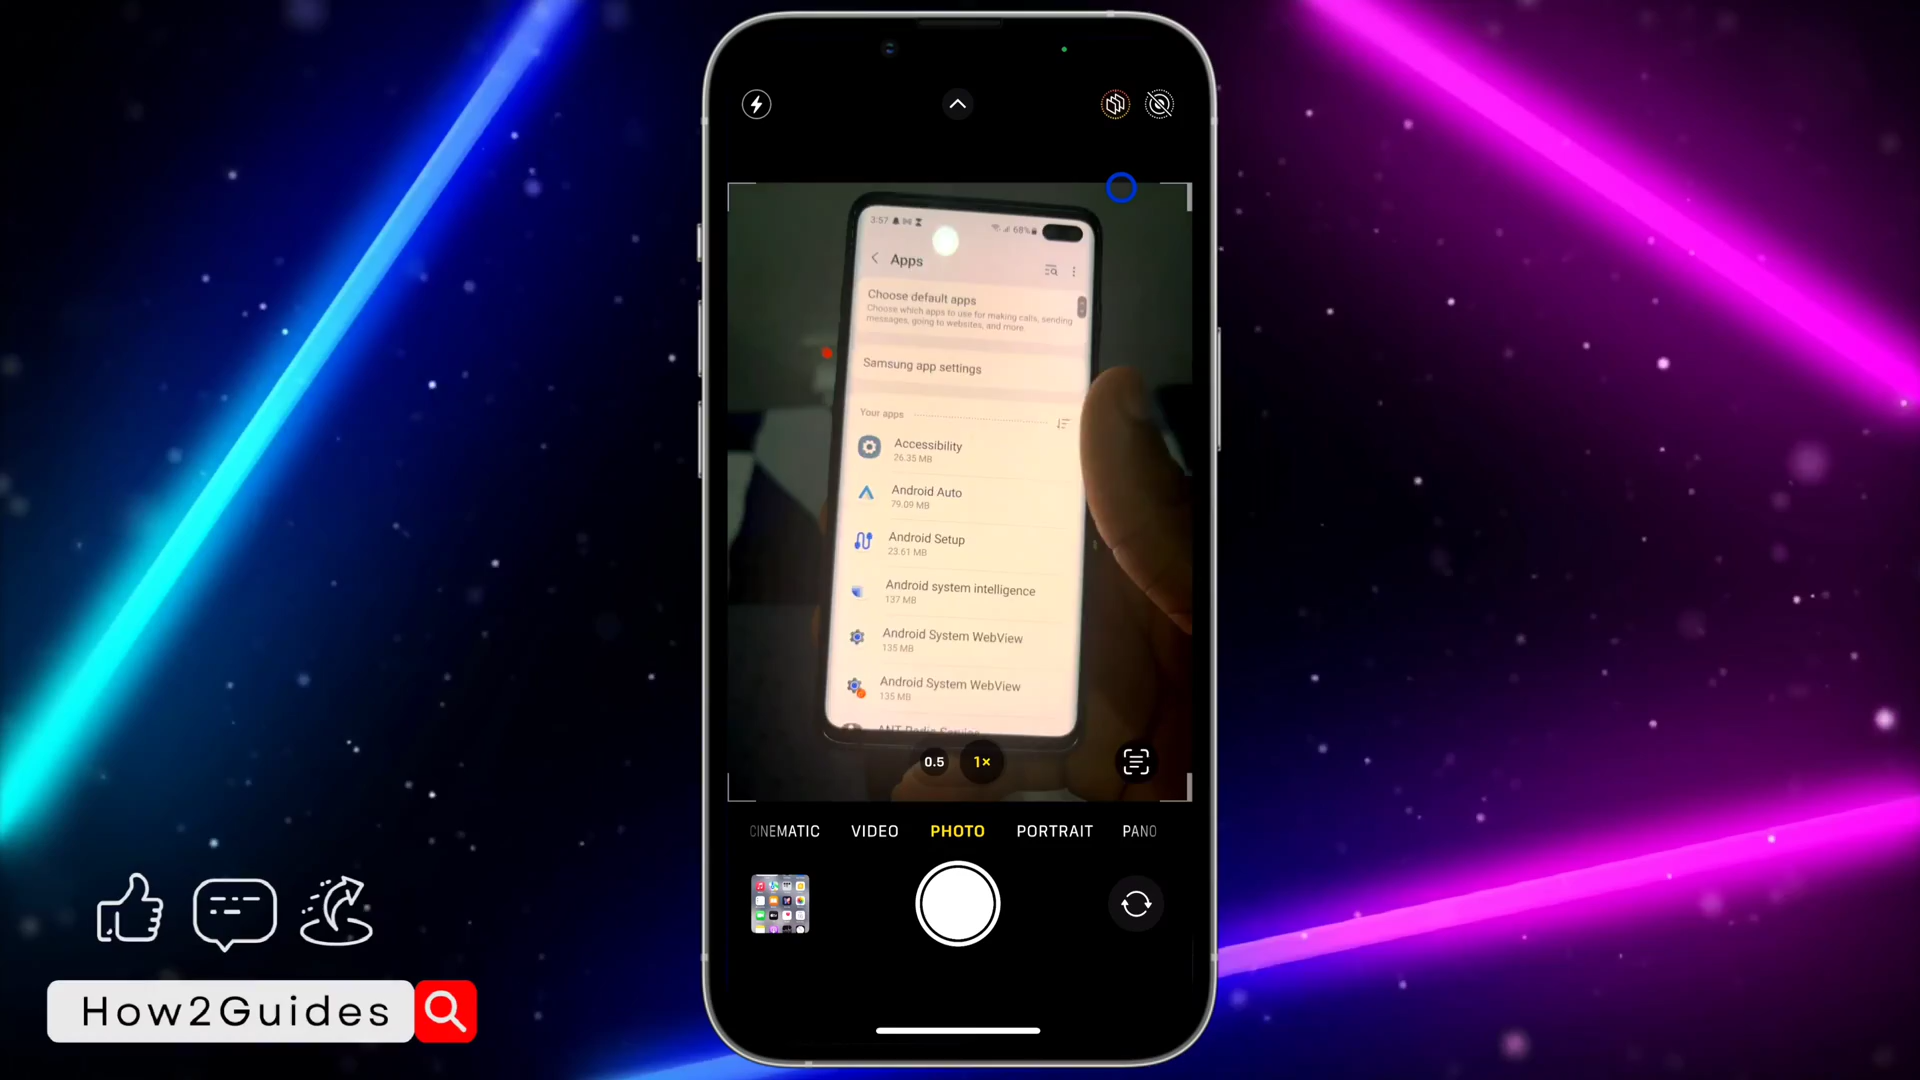 3:57
68%
Apps
Choose default apps
Choose which apps to use for making calls, sending
messages, going to websites, and more
Samsung app settings
Your apps
Accessibility
26.35 MB
Android Auto
79.09 MB
Android Setup
23.61 MB
Android system intelligence
137 MB
Android System WebView
135 MB
Android System WebView
135 MB
ANT Radio Service
0.5 1×
CINEMATIC VIDEO PHOTO PORTRAIT PANO
How2Guides